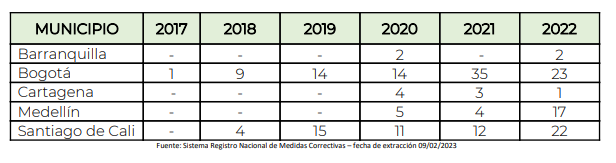 MUNICIPIO 2017 2018 2019 2020 2021 2022
Barranquilla - - - 2 - 2
Bogotá 1 9 14 14 35 23
Cartagena - - - 4 3 1
Medellín - - - 5 4 17
Santiago de Cali - 4 15 11 12 22
Fuente: Sistema Registro Nacional de Medidas Correctivas – fecha de extracción 09/02/2023